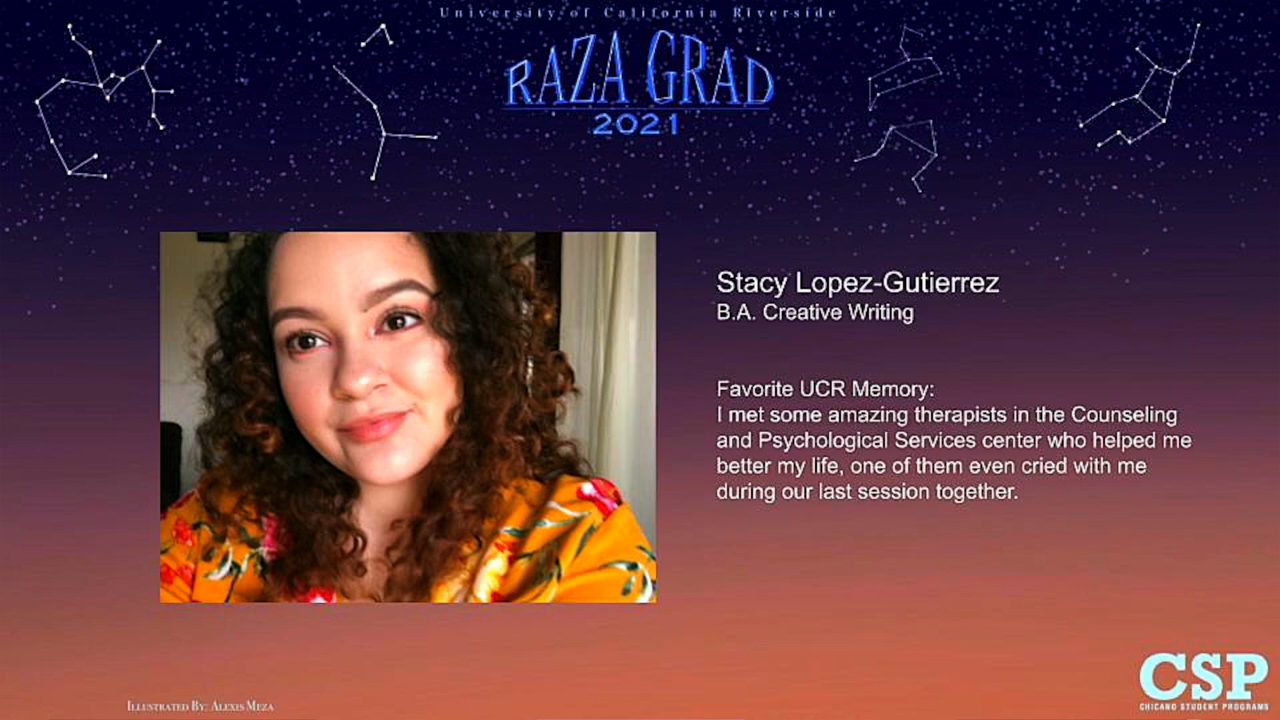 University of California Riverside
RAZA GRAD
2021
Stacy Lopez-Gutierrez
B.A. Creative Writing
Favorite UCR Memory:
I met some amazing therapists in the Counseling
and Psychological Services center who helped me
better my life, one of them even cried with me
during our last session together.
CSP
CHICANO STUDENT PROGRAMS
Illustrated By: Alexis Meza